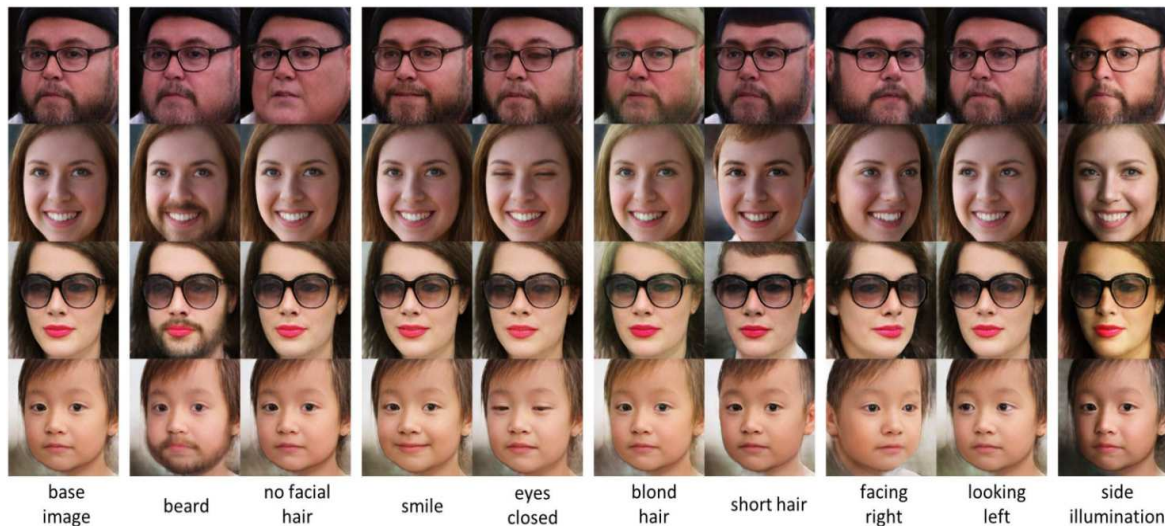 base image
beard
no facial hair
smile
eyes closed
blond hair
short hair
facing right
looking left
side illumination